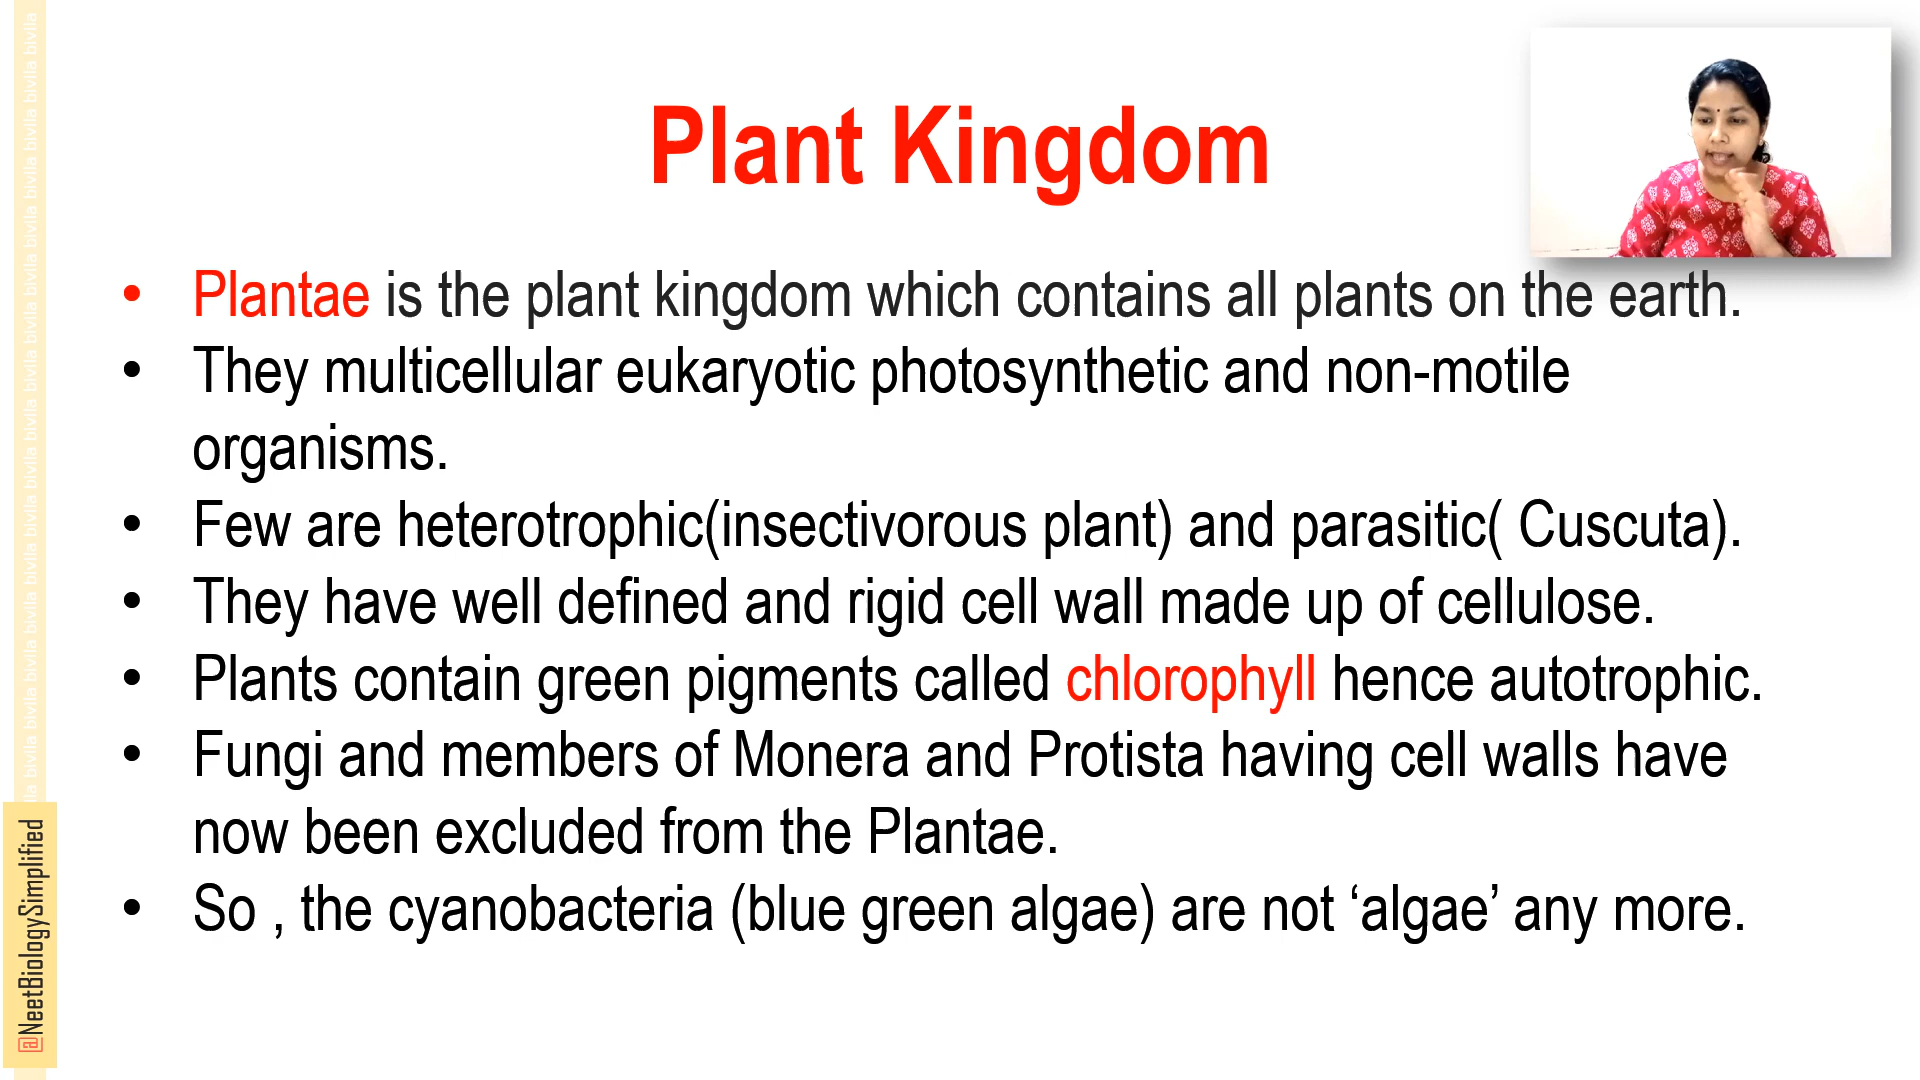 Plant Kingdom
• Plantae is the plant kingdom which contains all plants on the earth.
• They multicellular eukaryotic photosynthetic and non-motile
organisms.
• Few are heterotrophic(insectivorous plant) and parasitic( Cuscuta).
• They have well defined and rigid cell wall made up of cellulose.
• Plants contain green pigments called chlorophyll hence autotrophic.
• Fungi and members of Monera and Protista having cell walls have
now been excluded from the Plantae.
• So , the cyanobacteria (blue green algae) are not ‘algae’ any more.
@NeetBiologySimplified